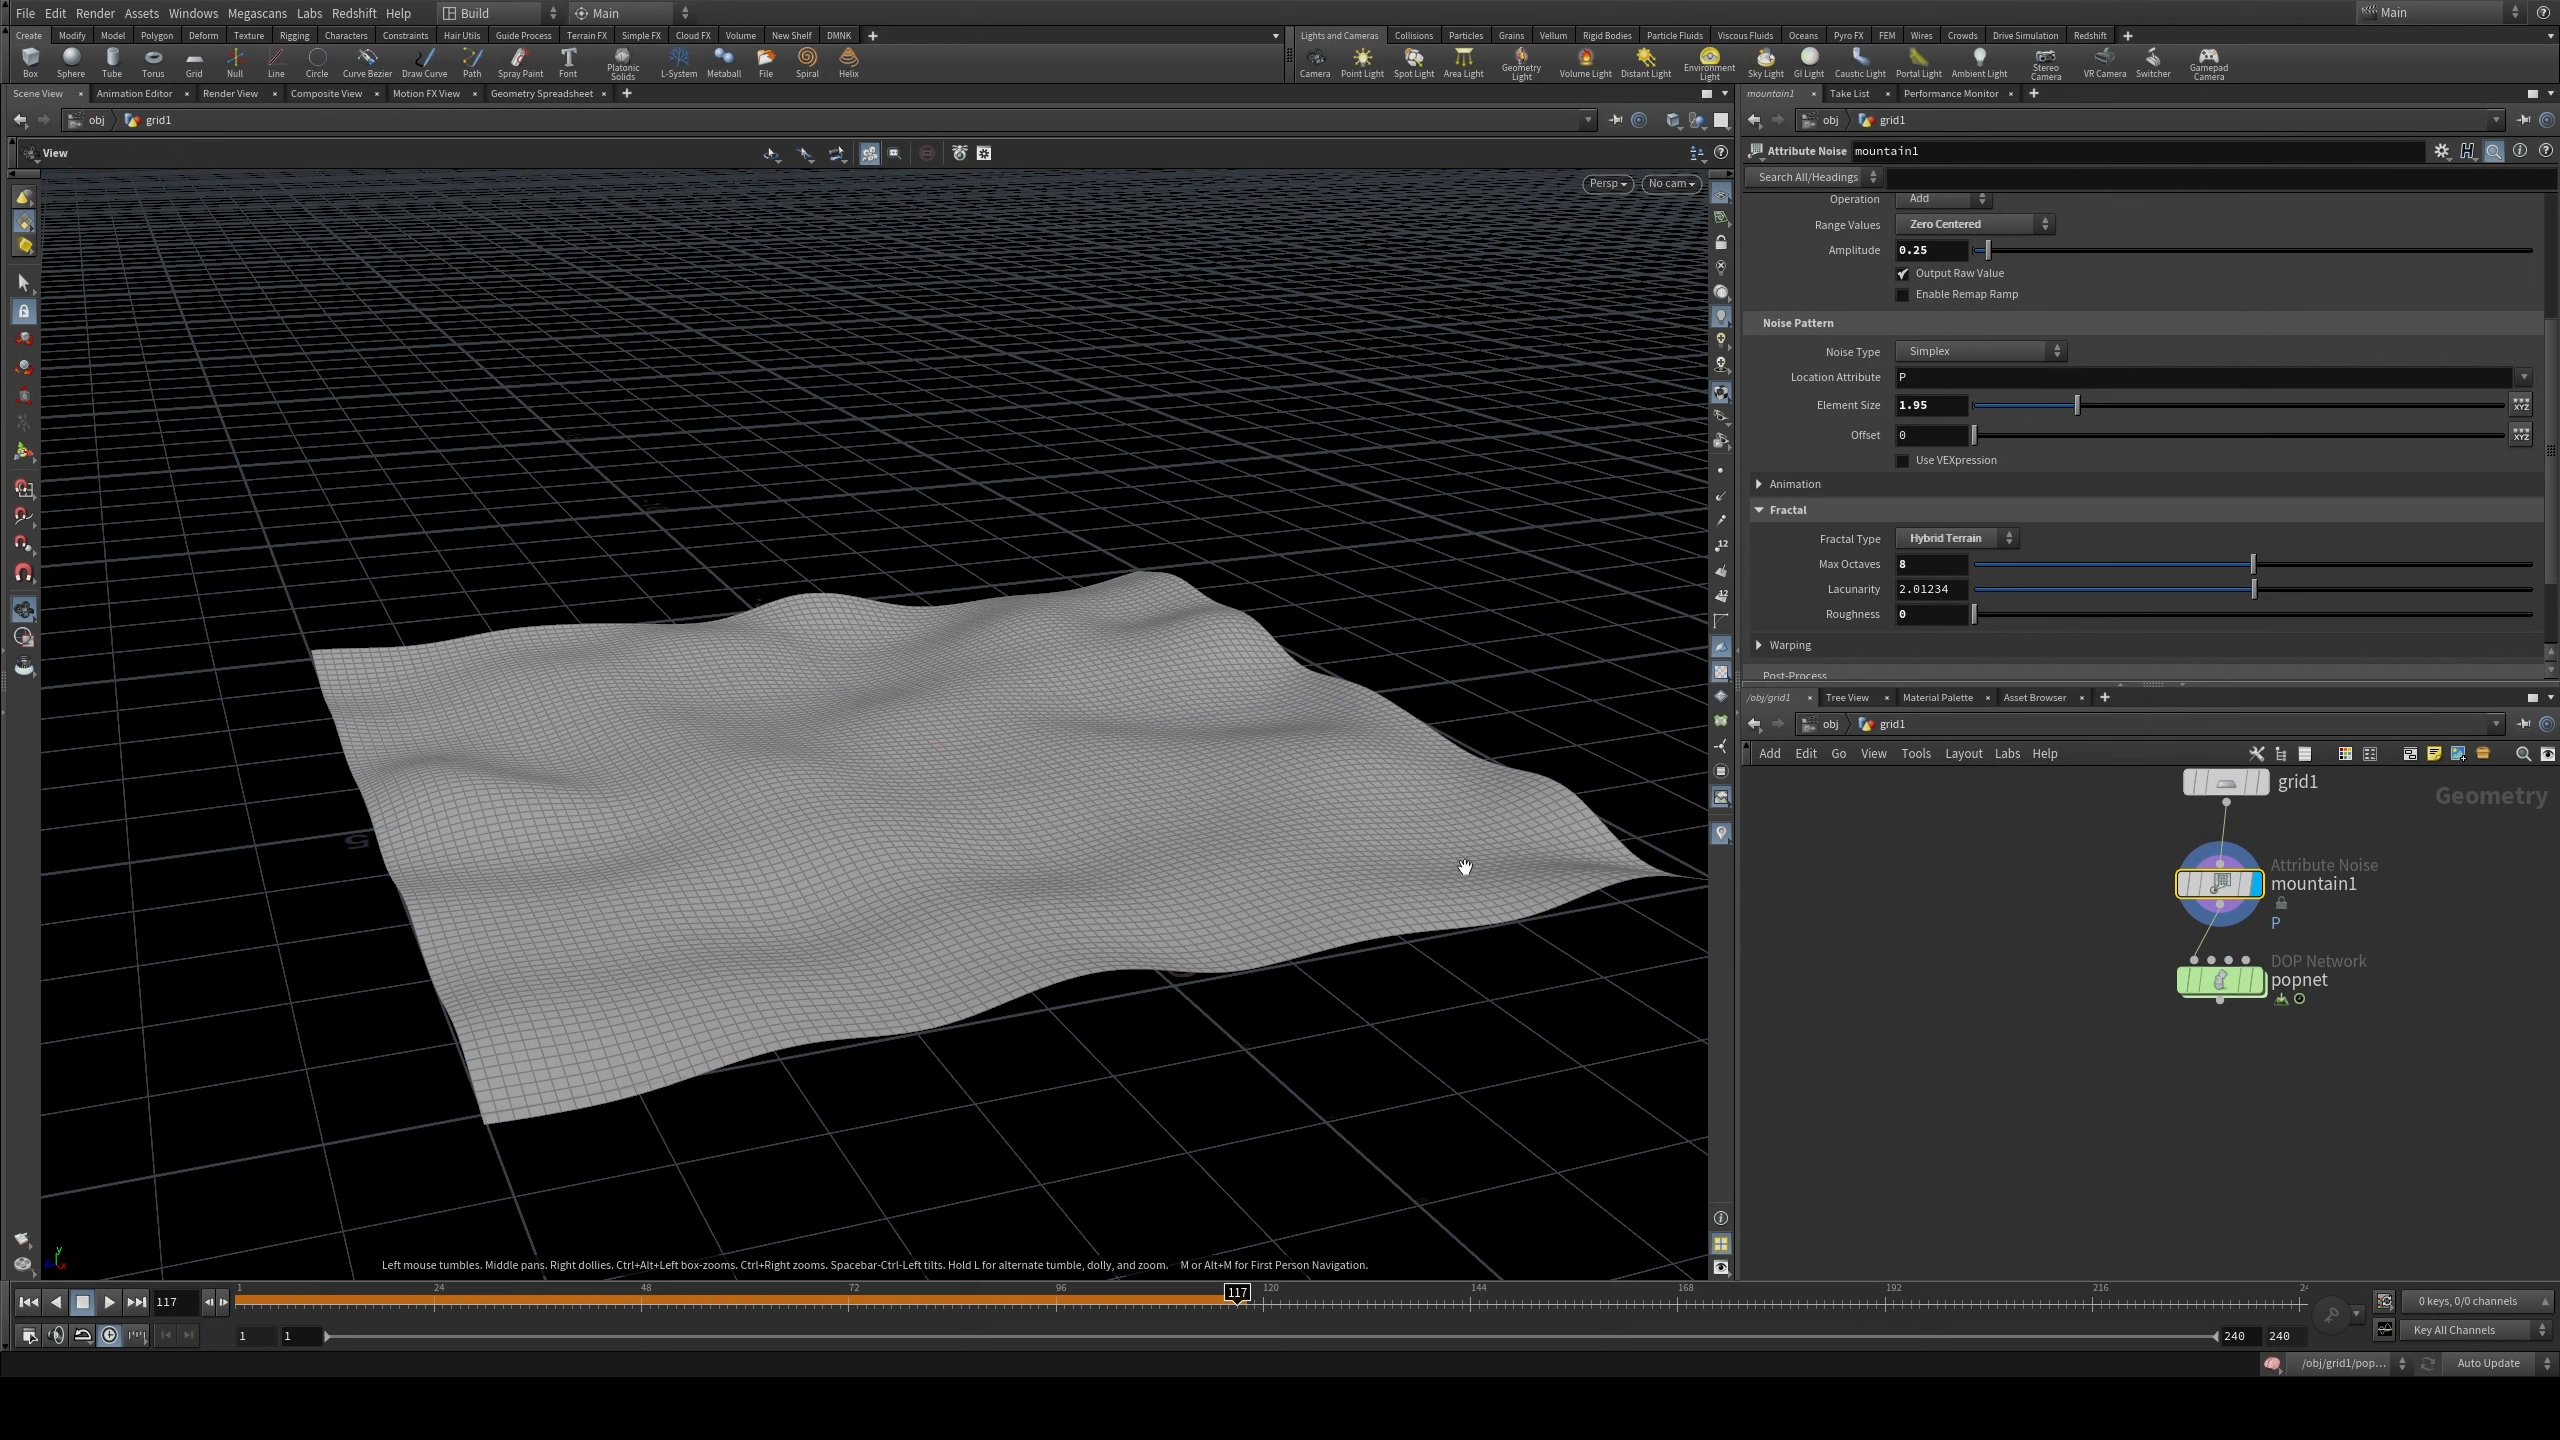 File Edit Render Assets Windows Megascans Labs Redshift Help Build Main Main
Create Modify Model Polygon Deform Texture Rigging Characters Constraints Hair Utils Guide Process Terrain FX Simple FX Cloud FX Volume New Shelf DMNK
Lights and Cameras Collisions Particles Grains Vellum Rigid Bodies Particle Fluids Viscous Fluids Oceans Pyro FX FEM Wires Crowds Drive Simulation Redshift
Box Sphere Tube Torus Grid Null Line Circle Curve Bezier Draw Curve Path Spray Paint Font Platonic Solids L-System Metaball File Spiral Helix
Camera Point Light Spot Light Area Light Geometry Light Volume Light Distant Light Environment Light Sky Light GI Light Caustic Light Portal Light Ambient Light Stereo Camera VR Camera Switcher Gamepad Camera
Scene View Animation Editor Render View Composite View Motion FX View Geometry Spreadsheet
mountain1 Take List Performance Monitor
obj grid1
obj grid1
View
Attribute Noise mountain1
Search All/Headings
Persp No cam
Operation Add
Range Values Zero Centered
Amplitude 0.25
Output Raw Value
Enable Remap Ramp
Noise Pattern
Noise Type Simplex
Location Attribute P
Element Size 1.95
XYZ
Offset 0
XYZ
Use VEXpression
Animation
Fractal
Fractal Type Hybrid Terrain
Max Octaves 8
Lacunarity 2.01234
Roughness 0
Warping
Post-Process
/obj/grid1 Tree View Material Palette Asset Browser
obj grid1
Add Edit Go View Tools Layout Labs Help
grid1
Geometry
Attribute Noise
mountain1
P
DOP Network
popnet
5
12
12
y
Left mouse tumbles. Middle pans. Right dollies. Ctrl+Alt+Left box-zooms. Ctrl+Right zooms. Spacebar-Ctrl-Left tilts. Hold L for alternate tumble, dolly, and zoom. M or Alt+M for First Person Navigation.
1 24 48 72 96 120 144 168 192 216
117 117
0 keys, 0/0 channels
1 1 240 240
Key All Channels
/obj/grid1/pop... Auto Update